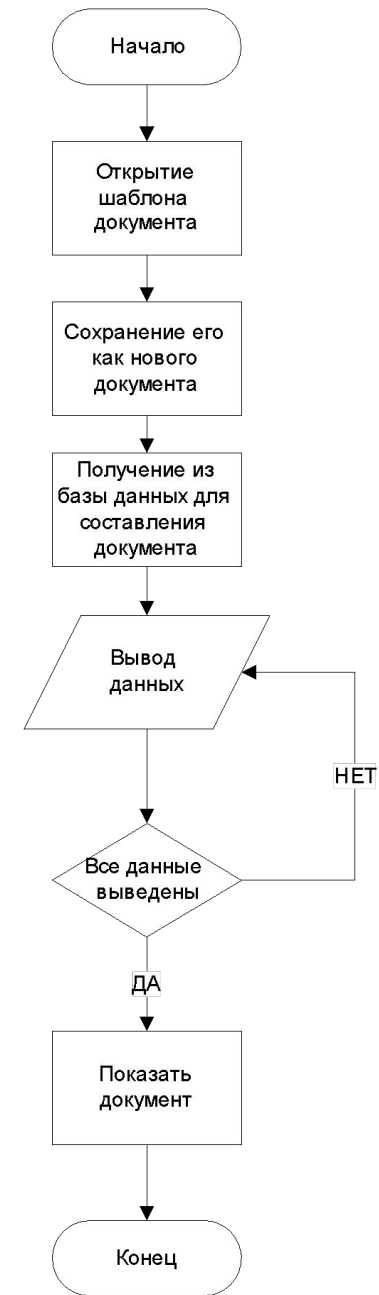 Начало
Открытие
шаблона
документа
Сохранение его
как нового
документа
Получение из
базы данных для
составления
документа
Вывод
данных
НЕТ
Все данные
выведены
ДА
Показать
документ
Конец